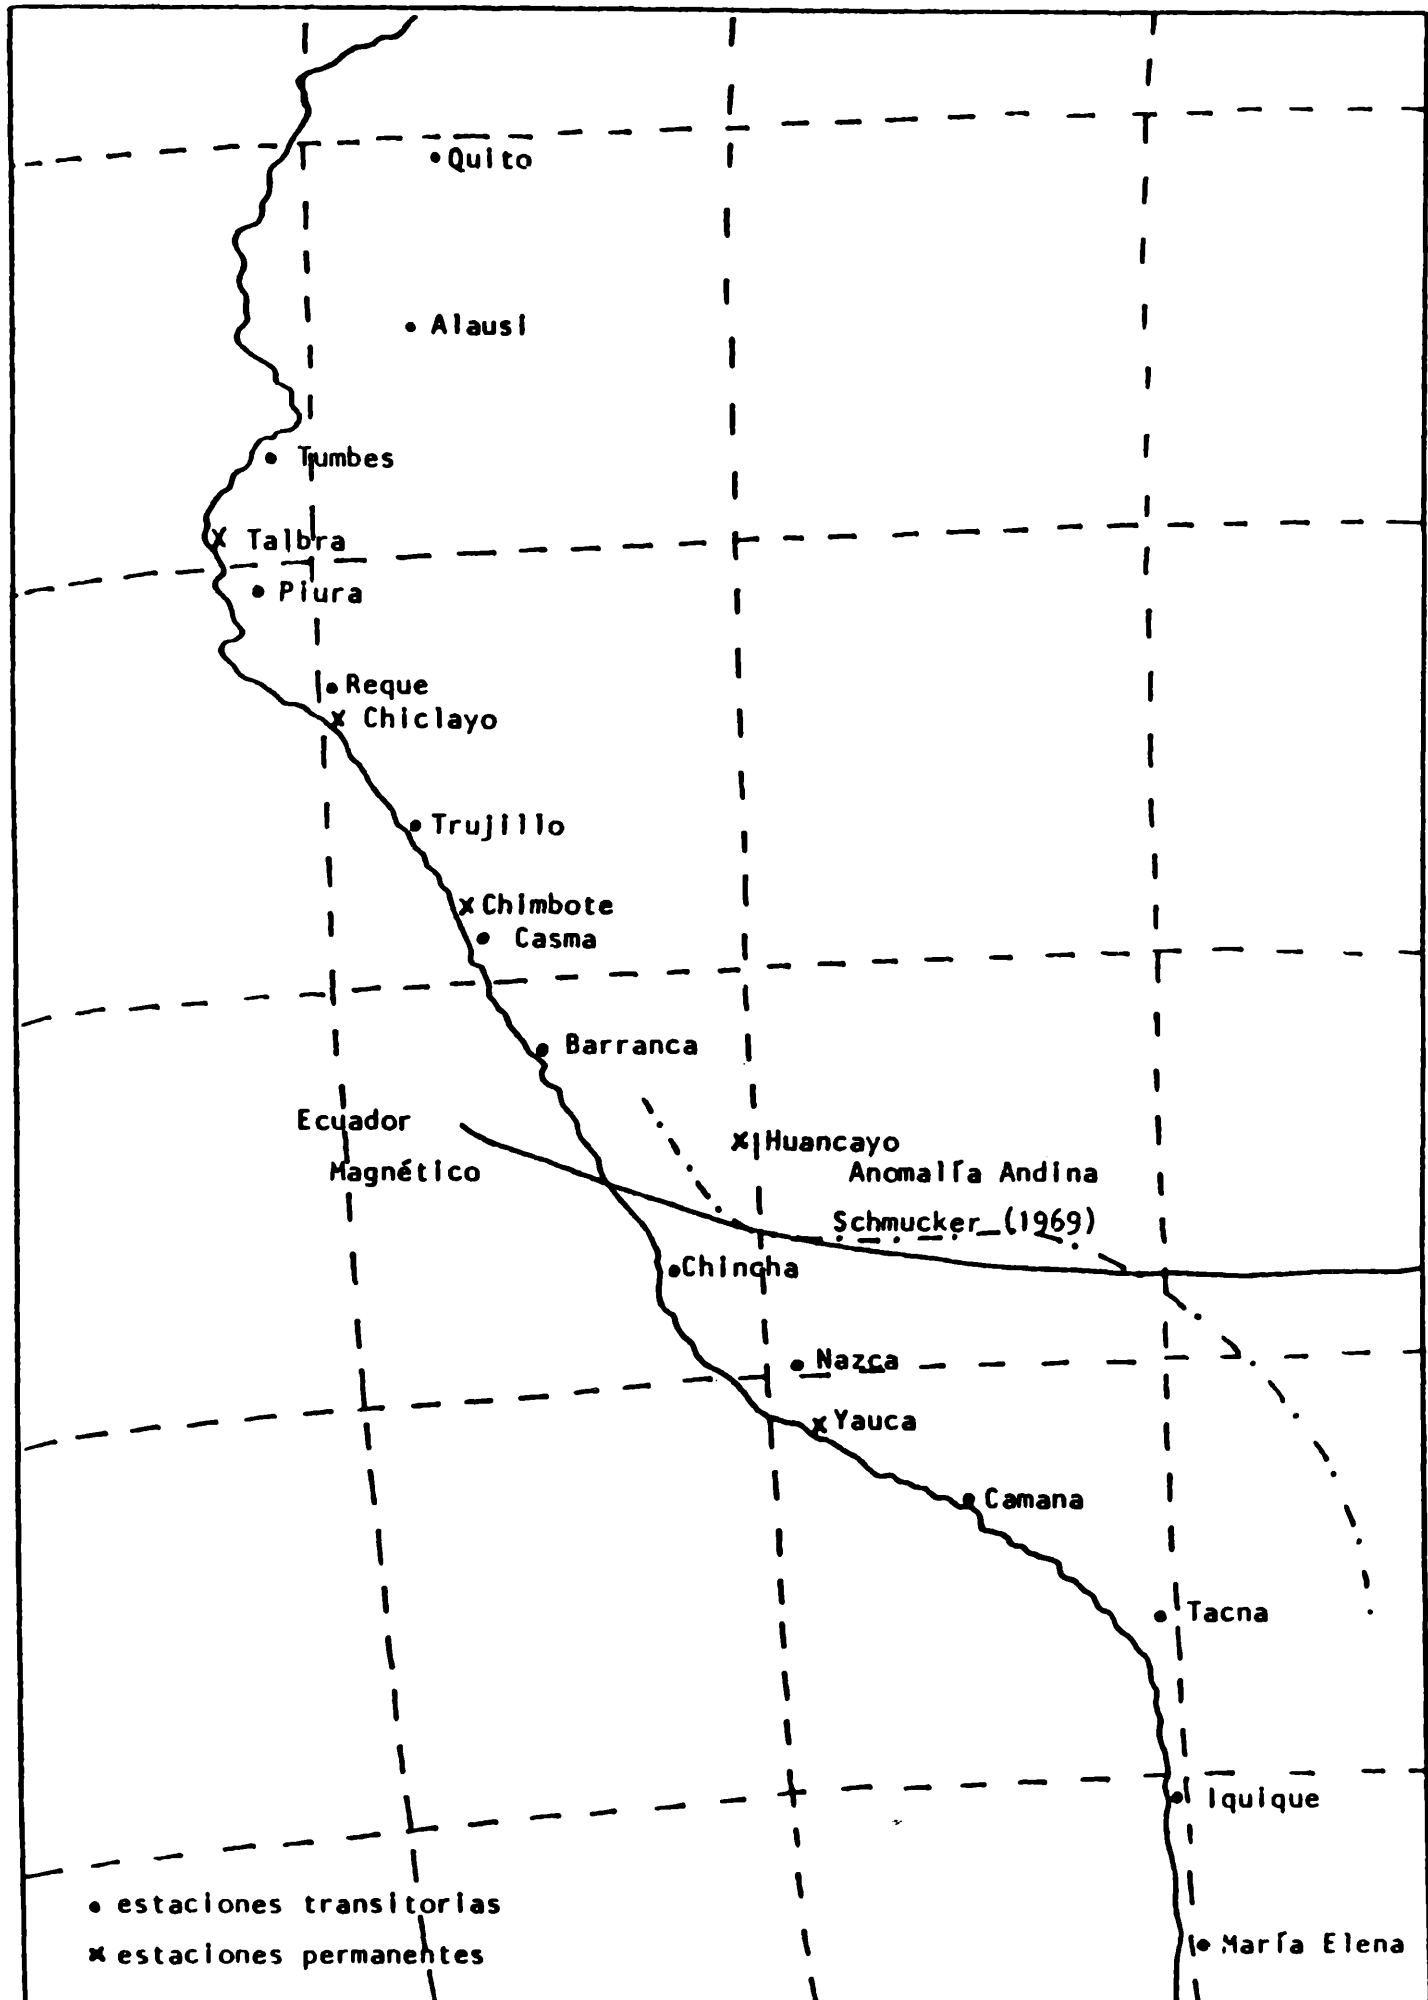 Quito
Alausí
Tumbes
Talbra
Piura
Reque
Chiclayo
Trujillo
Chimbote
Casma
Barranca
Ecuador
Magnético
Huancayo
Anomalía Andina
Schmucker (1969)
Chincha
Nazca
Yauca
Camana
Tacna
Iquique
estaciones transitorias
estaciones permanentes
María Elena